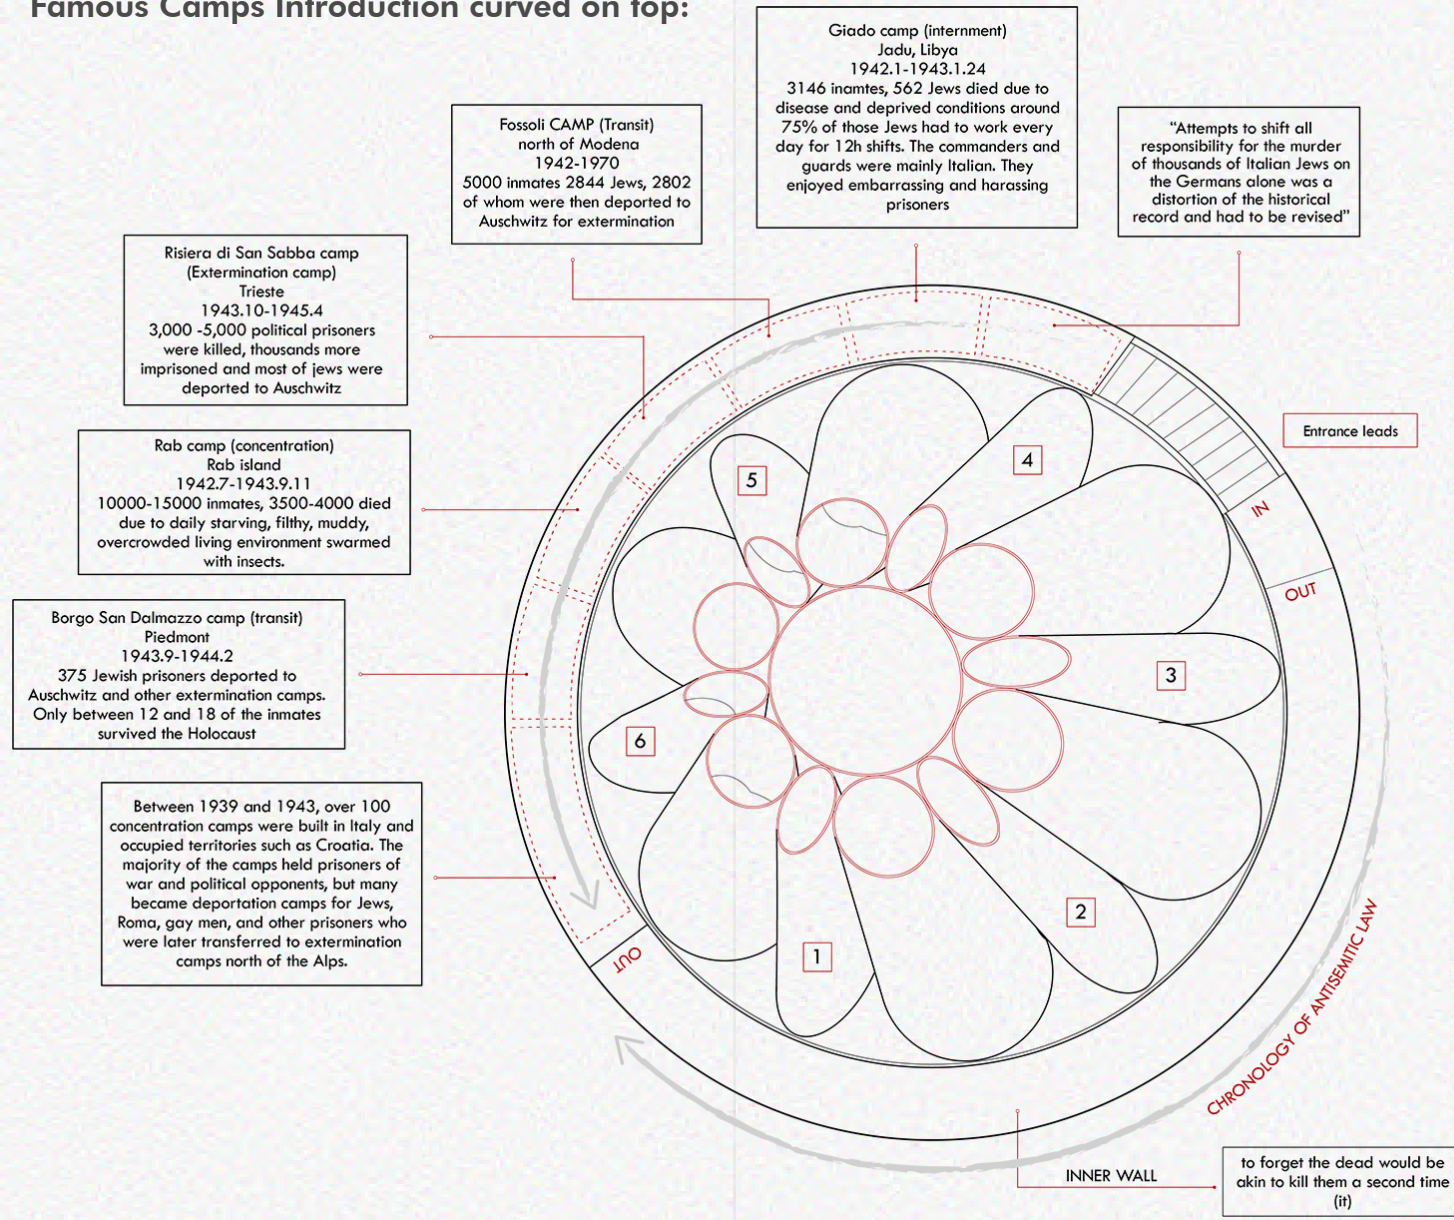 Famous Camps Introduction curved on top:
Giado camp (internment)
Jadu, Libya
1942.1-1943.1.24
3146 inamtes, 562 Jews died due to
disease and deprived conditions around
75% of those Jews had to work every
day for 12h shifts. The commanders and
guards were mainly Italian. They
enjoyed embarrassing and harassing
prisoners
Fossoli CAMP (Transit)
north of Modena
1942-1970
5000 inmates 2844 Jews, 2802
of whom were then deported to
Auschwitz for extermination
“Attempts to shift all
responsibility for the murder
of thousands of Italian Jews on
the Germans alone was a
distortion of the historical
record and had to be revised”
Risiera di San Sabba camp
(Extermination camp)
Trieste
1943.10-1945.4
3,000 -5,000 political prisoners
were killed, thousands more
imprisoned and most of jews were
deported to Auschwitz
Rab camp (concentration)
Rab island
1942.7-1943.9.11
10000-15000 inmates, 3500-4000 died
due to daily starving, filthy, muddy,
overcrowded living environment swarmed
with insects.
Entrance leads
IN
OUT
4
5
3
6
2
1
Borgo San Dalmazzo camp (transit)
Piedmont
1943.9-1944.2
375 Jewish prisoners deported to
Auschwitz and other extermination camps.
Only between 12 and 18 of the inmates
survived the Holocaust
Between 1939 and 1943, over 100
concentration camps were built in Italy and
occupied territories such as Croatia. The
majority of the camps held prisoners of
war and political opponents, but many
became deportation camps for Jews,
Roma, gay men, and other prisoners who
were later transferred to extermination
camps north of the Alps.
OUT
CHRONOLOGY OF ANTISEMITIC LAW
INNER WALL
to forget the dead would be
akin to kill them a second time
(it)